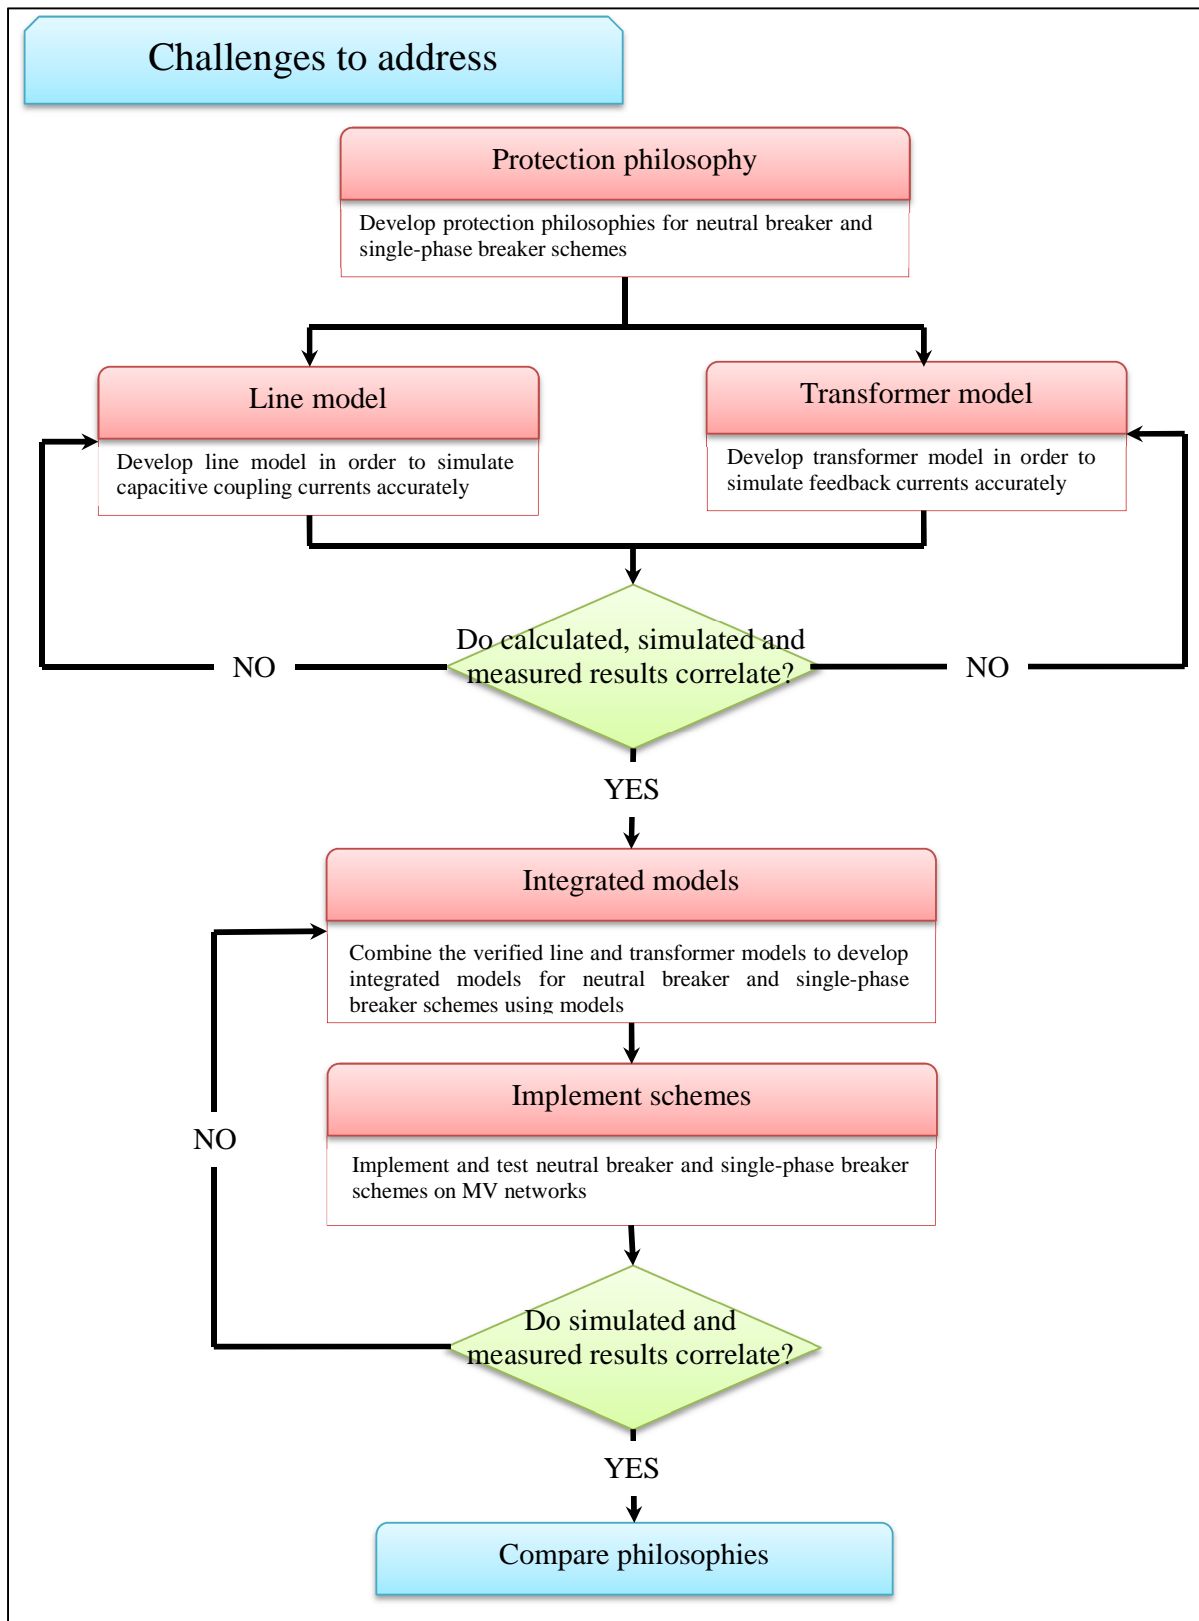 Challenges to address
Protection philosophy
Develop protection philosophies for neutral breaker and
single-phase breaker schemes
Line model
Develop line model in order to simulate
capacitive coupling currents accurately
Transformer model
Develop transformer model in order to
simulate feedback currents accurately
Do calculated, simulated and
measured results correlate?
NO
NO
YES
Integrated models
Combine the verified line and transformer models to develop
integrated models for neutral breaker and single-phase
breaker schemes using models
Implement schemes
Implement and test neutral breaker and single-phase breaker
schemes on MV networks
NO
Do simulated and
measured results correlate?
YES
Compare philosophies